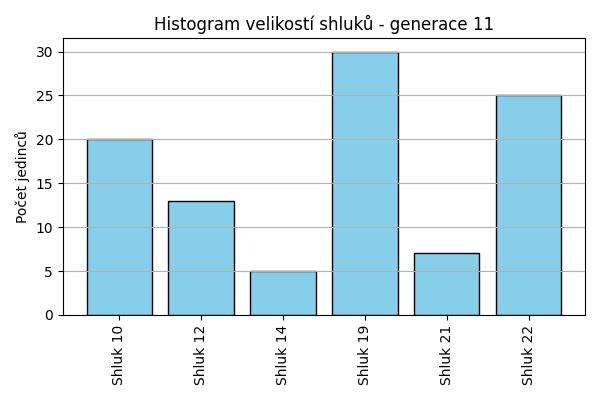 Histogram velikostí shluků - generace 11
Počet jedinců
30
25
20
15
10
5
0
Shluk 10
Shluk 12
Shluk 14
Shluk 19
Shluk 21
Shluk 22